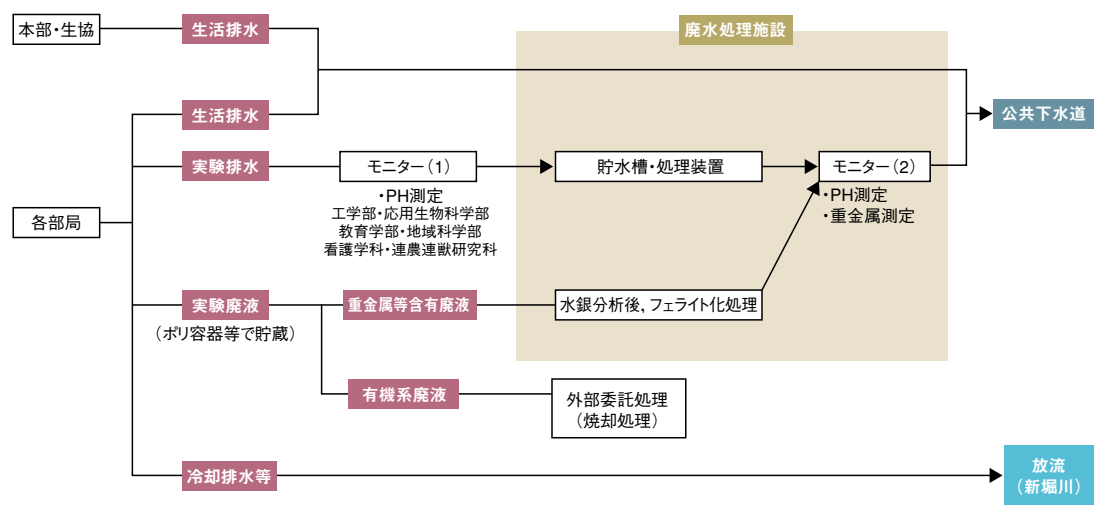 本部・生協
生活排水
廃水処理施設
生活排水
公共下水道
実験排水
モニター（1）
貯水槽・処理装置
モニター（2）
・PH測定
工学部・応用生物科学部
教育学部・地域科学部
看護学科・連農連獣研究科
・PH測定
・重金属測定
各部局
実験廃液
（ポリ容器等で貯蔵）
重金属等含有廃液
水銀分析後，フェライト化処理
有機系廃液
外部委託処理
（焼却処理）
冷却排水等
放流
（新堀川）